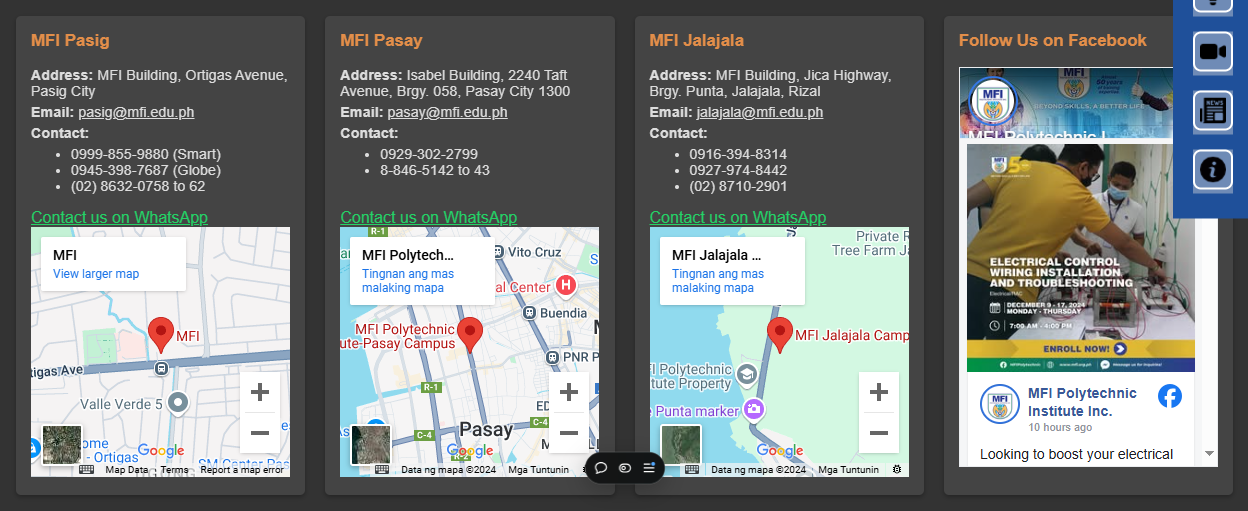 MFI Pasig
Address: MFI Building, Ortigas Avenue,
Pasig City
Email: pasig@mfi.edu.ph
Contact:
0999-855-9880 (Smart)
0945-398-7687 (Globe)
(02) 8632-0758 to 62
Contact us on WhatsApp
MFI
View larger map
MFI
tigas Ave
Valle Verde 5
ome
SM Center Pas
Google
Map Data
Terms
Report a map error
MFI Pasay
Address: Isabel Building, 2240 Taft
Avenue, Brgy. 058, Pasay City 1300
Email: pasay@mfi.edu.ph
Contact:
0929-302-2799
8-846-5142 to 43
Contact us on WhatsApp
R-1
MFI Polytech...
Tingnan ang mas
malaking mapa
Vito Cruz
al Center
Buendia
MFI Polytechnic
ute-Pasay Campus
PNR P
R-1
C-4
Pasay
C-4
Google
Data ng mapa ©2024
Mga Tuntunin
MFI Jalajala
Address: MFI Building, Jica Highway,
Brgy. Punta, Jalajala, Rizal
Email: jalajala@mfi.edu.ph
Contact:
0916-394-8314
0927-974-8442
(02) 8710-2901
Contact us on WhatsApp
MFI Jalajala ...
Tingnan ang mas
malaking mapa
Private R
Tree Farm Ja
MFI Jalajala Camp
FI Polytechnic
tute Property
e Punta marker
Google
Data ng mapa ©2024
Mga Tuntunin
Follow Us on Facebook
MFI
BEYOND SKILLS, A BETTER LIFE
MFI Polytechnic I
ELECTRICAL CONTROL
WIRING INSTALLATION
AND TROUBLESHOOTING
DECEMBER 9 - 17, 2024
MONDAY - THURSDAY
7:00 AM - 4:00 PM
ENROLL NOW!
MFI Polytechnic
Institute Inc.
10 hours ago
Looking to boost your electrical
NEWS